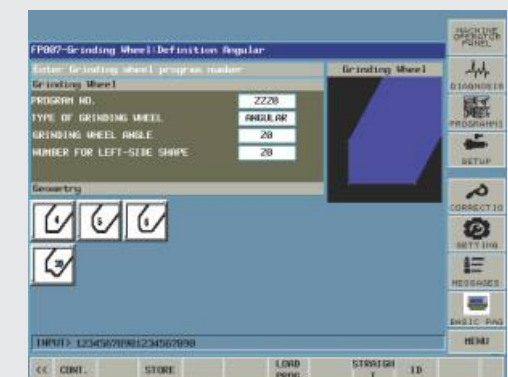 MACHINE
OPERATOR
PANEL
FP007-Grinding Wheel:Definition Angular
Enter Grinding wheel program number
Grinding Wheel
Grinding Wheel
DIAGNOSIS
PROGRAM NO. 2220
TYPE OF GRINDING WHEEL ANGULAR
PROGRAMMI
GRINDING WHEEL ANGLE 20
NUMBER FOR LEFT-SIDE SHAPE 20
SETUP
Geometry
4 5 6
20
CORRECTIO
SETTING
MESSAGES
BASIC PAG
INPUT> 12345678901234567890
MENU
<< CONT. STORE LOAD PROG. STRAIGH T ID